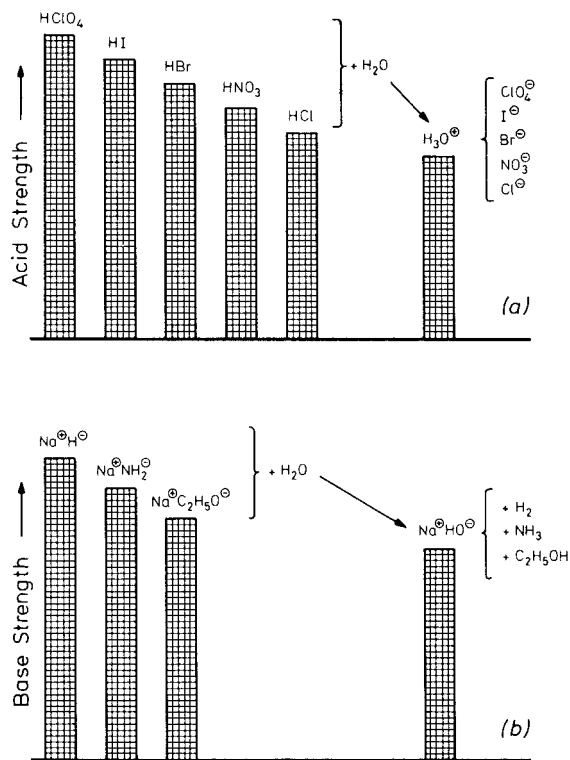 HClO₄
HI
HBr
HNO₃
HCl
+ H₂O
H₃O⊕
ClO₄⊖
I⊖
Br⊖
NO₃⊖
Cl⊖
Acid Strength
(a)
Na⊕H⊖
Na⊕NH₂⊖
Na⊕C₂H₅O⊖
+ H₂O
Na⊕HO⊖
+ H₂
+ NH₃
+ C₂H₅OH
Base Strength
(b)